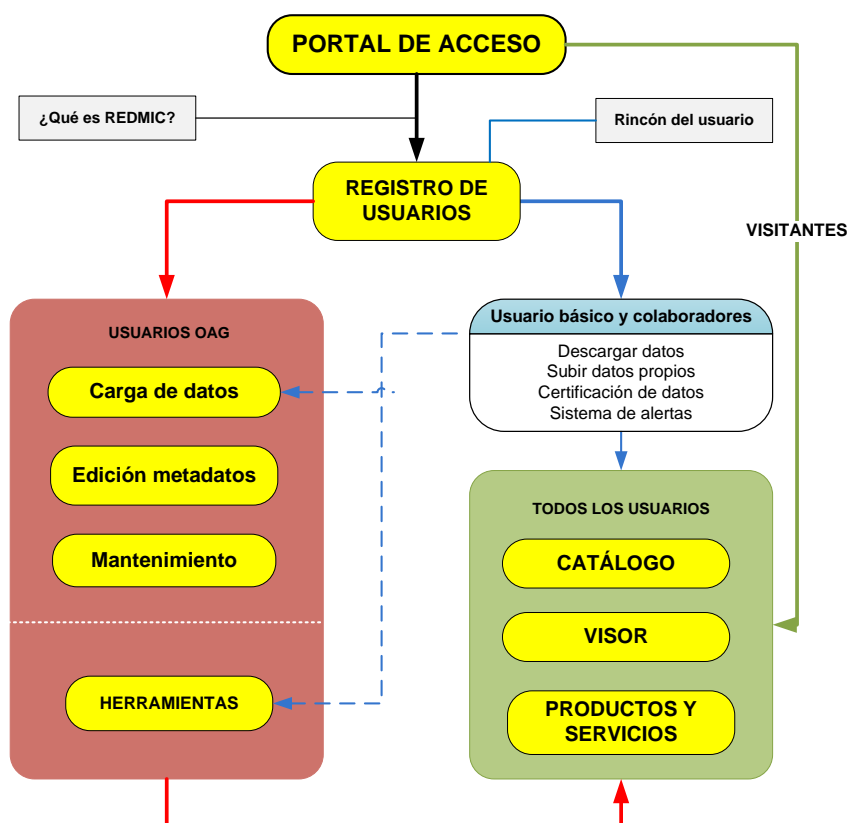 PORTAL DE ACCESO
¿Qué es REDMIC?
Rincón del usuario
REGISTRO DE
USUARIOS
VISITANTES
USUARIOS OAG
Carga de datos
Edición metadatos
Mantenimiento
HERRAMIENTAS
Usuario básico y colaboradores
Descargar datos
Subir datos propios
Certificación de datos
Sistema de alertas
TODOS LOS USUARIOS
CATÁLOGO
VISOR
PRODUCTOS Y
SERVICIOS